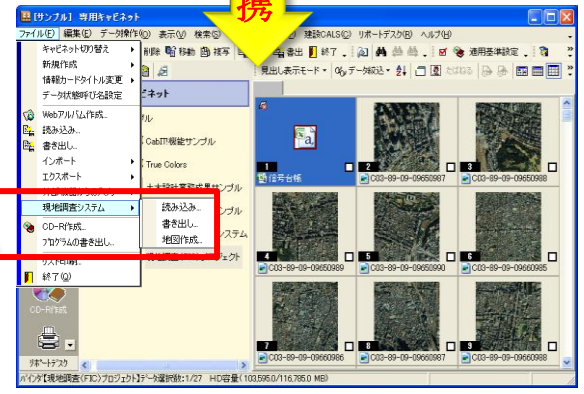 携
[サンプル] 専用キャビネット
ファイル(F) 編集(E) データ操作(O) 表示(V) 検索(S) 建設CALS(C) リポートデスク(R) ヘルプ(H)
削除 移動 複写 書出 終了 適用基準設定
見出し表示モード データ絞込 たばねる
キャビネット切り替え
新規作成
情報カードタイトル変更
データ状態呼び名設定
Webアルバム作成...
読み込み...
書き出し...
インポート
エクスポート
現地調査システム
CD-R作成...
プログラムの書き出し...
リスト印刷...
終了(Q)
読み込み...
書き出し...
地図作成...
CabIT機能サンプル
True Colors
CD-R作成
リポートデスク
1 信号台帳
2 C03-89-09-09650987
3 C03-89-09-09650988
4 C03-89-09-09650989
5 C03-89-09-09650990
6 C03-89-09-09660985
7 C03-89-09-09660986
8 C03-89-09-09660987
9 C03-89-09-09660988
バインダ【現地調査(FIC)プロジェクト】データ選択数:1/27 HD容量(103,595.0/116,785.0 MB)